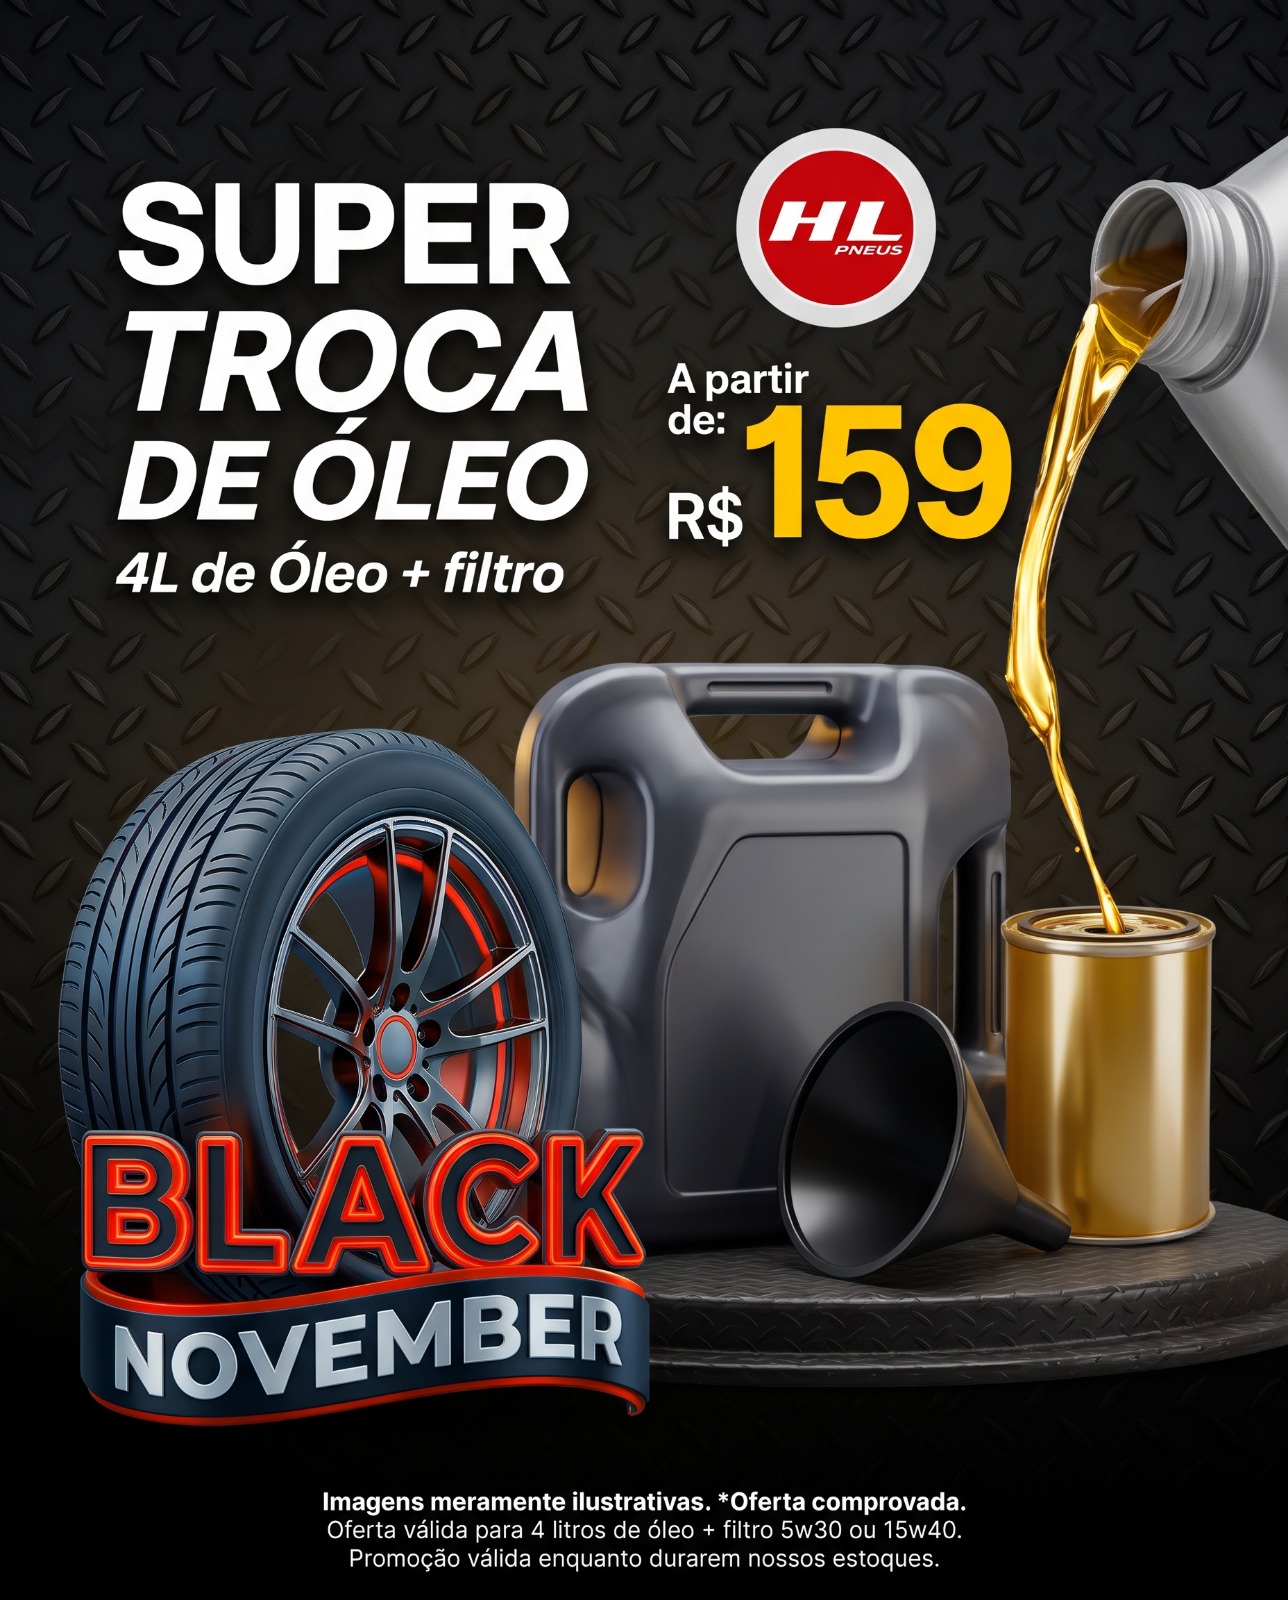 SUPER
TROCA
DE ÓLEO
4L de Óleo + filtro
HL
PNEUS
A partir
de:
R$ 159
BLACK
NOVEMBER
Imagens meramente ilustrativas. *Oferta comprovada.
Oferta válida para 4 litros de óleo + filtro 5w30 ou 15w40.
Promoção válida enquanto durarem nossos estoques.